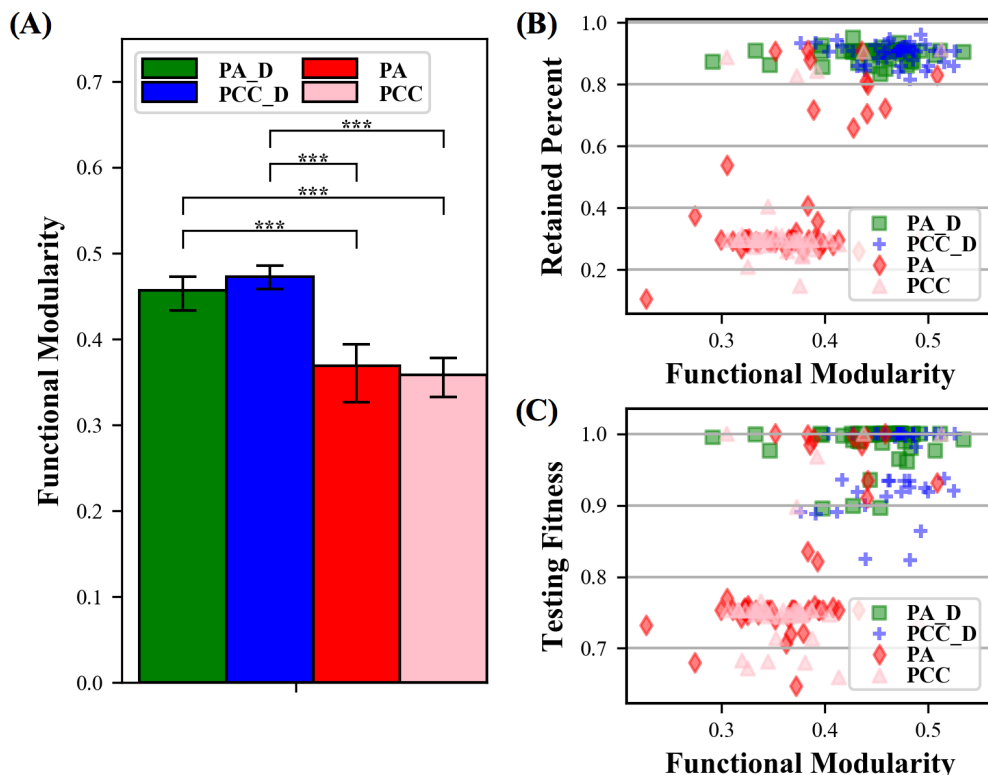 (A)
0.7
0.6
0.5
0.4
0.3
0.2
0.1
0.0
Functional Modularity
PA_D
PCC_D
PA
PCC
***
***
***
***
(B)
1.0
0.8
0.6
0.4
0.2
Retained Percent
PA_D
PCC_D
PA
PCC
0.3 0.4 0.5
Functional Modularity
(C)
1.0
0.9
0.8
0.7
Testing Fitness
PA_D
PCC_D
PA
PCC
0.3 0.4 0.5
Functional Modularity